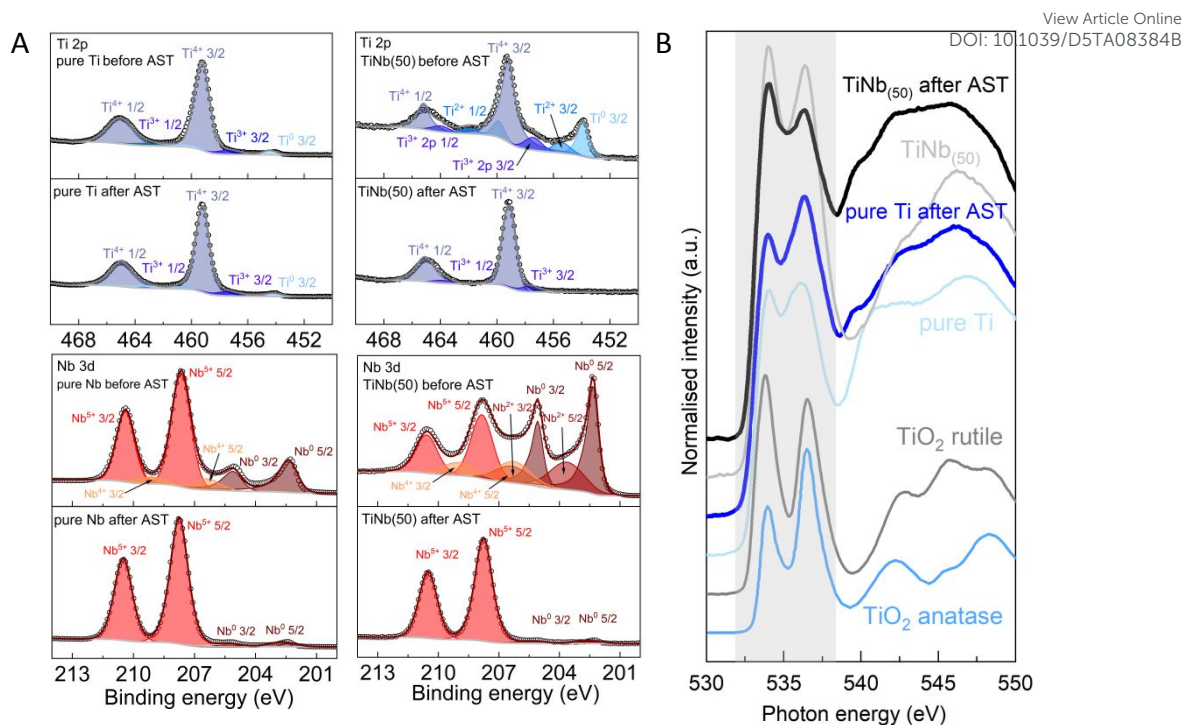 View Article Online
DOI: 10.1039/D5TA08384B
A
Ti 2p
pure Ti before AST
Ti⁴⁺ 3/2
Ti⁴⁺ 1/2
Ti³⁺ 1/2
Ti³⁺ 3/2
Ti⁰ 3/2
pure Ti after AST
Ti⁴⁺ 3/2
Ti⁴⁺ 1/2
Ti³⁺ 1/2
Ti³⁺ 3/2
Ti⁰ 3/2
468 464 460 456 452
Ti 2p
TiNb(50) before AST
Ti⁴⁺ 3/2
Ti⁴⁺ 1/2
Ti²⁺ 1/2
Ti²⁺ 3/2
Ti⁰ 3/2
Ti³⁺ 2p 1/2
Ti³⁺ 2p 3/2
TiNb(50) after AST
Ti⁴⁺ 3/2
Ti⁴⁺ 1/2
Ti³⁺ 1/2
Ti³⁺ 3/2
468 464 460 456 452
Nb 3d
pure Nb before AST
Nb⁵⁺ 5/2
Nb⁵⁺ 3/2
Nb⁴⁺ 5/2
Nb⁰ 3/2
Nb⁰ 5/2
Nb⁴⁺ 3/2
pure Nb after AST
Nb⁵⁺ 5/2
Nb⁵⁺ 3/2
Nb⁰ 3/2
Nb⁰ 5/2
213 210 207 204 201
Binding energy (eV)
Nb 3d
TiNb(50) before AST
Nb⁰ 5/2
Nb⁰ 3/2
Nb⁵⁺ 5/2
Nb²⁺ 3/2
Nb²⁺ 5/2
Nb⁵⁺ 3/2
Nb⁴⁺ 3/2
Nb⁴⁺ 5/2
TiNb(50) after AST
Nb⁵⁺ 5/2
Nb⁵⁺ 3/2
Nb⁰ 3/2
Nb⁰ 5/2
213 210 207 204 201
Binding energy (eV)
B
Normalised intensity (a.u.)
TiNb₍₅₀₎ after AST
TiNb₍₅₀₎
pure Ti after AST
pure Ti
TiO₂ rutile
TiO₂ anatase
530 535 540 545 550
Photon energy (eV)